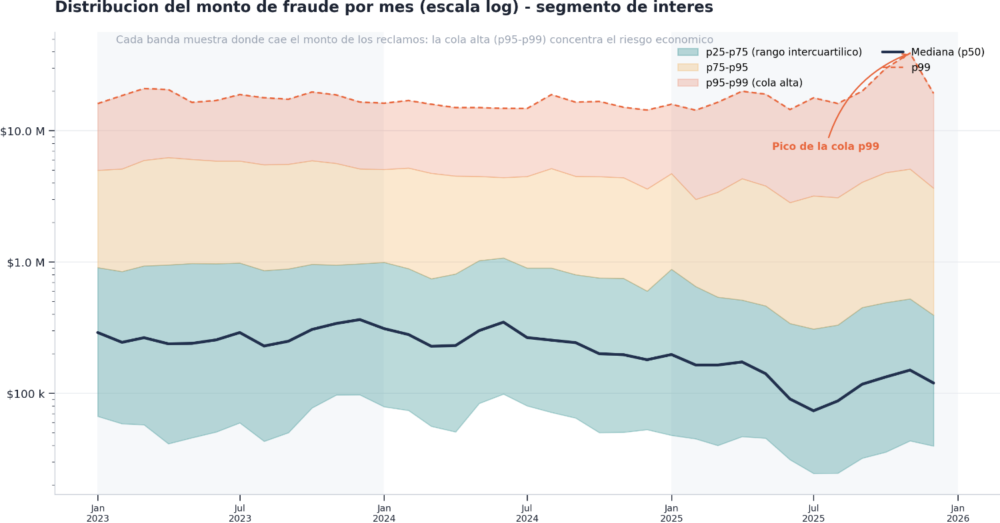 Distribucion del monto de fraude por mes (escala log) - segmento de interes
Cada banda muestra donde cae el monto de los reclamos: la cola alta (p95-p99) concentra el riesgo economico
p25-p75 (rango intercuartilico)
p75-p95
p95-p99 (cola alta)
Mediana (p50)
p99
Pico de la cola p99
$10.0 M
$1.0 M
$100 k
Jan
2023
Jul
2023
Jan
2024
Jul
2024
Jan
2025
Jul
2025
Jan
2026